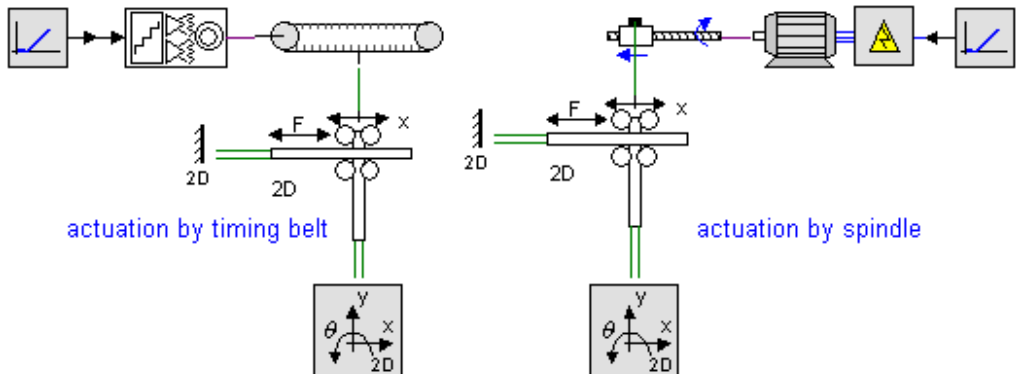 F x
2D 2D
actuation by timing belt
y
θ x
2D
F x
2D 2D
actuation by spindle
y
θ x
2D